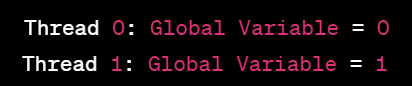 Thread 0: Global Variable = 0
Thread 1: Global Variable = 1